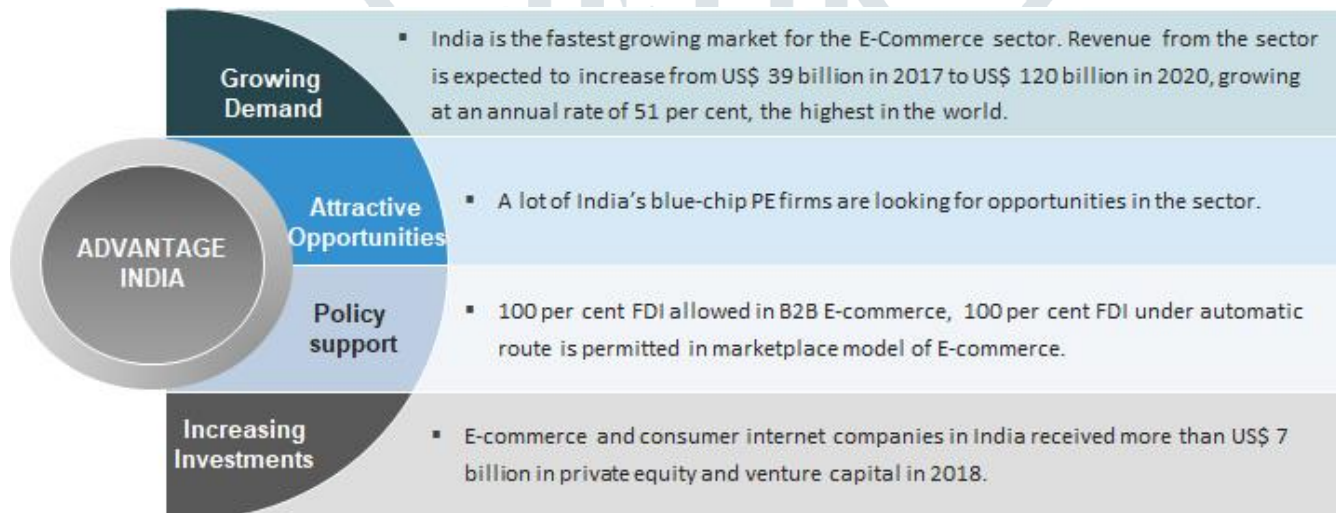 Growing
Demand
▪ India is the fastest growing market for the E-Commerce sector. Revenue from the sector
is expected to increase from US$ 39 billion in 2017 to US$ 120 billion in 2020, growing
at an annual rate of 51 per cent, the highest in the world.
ADVANTAGE
INDIA
Attractive
Opportunities
▪ A lot of India's blue-chip PE firms are looking for opportunities in the sector.
Policy
support
▪ 100 per cent FDI allowed in B2B E-commerce, 100 per cent FDI under automatic
route is permitted in marketplace model of E-commerce.
Increasing
Investments
▪ E-commerce and consumer internet companies in India received more than US$ 7
billion in private equity and venture capital in 2018.